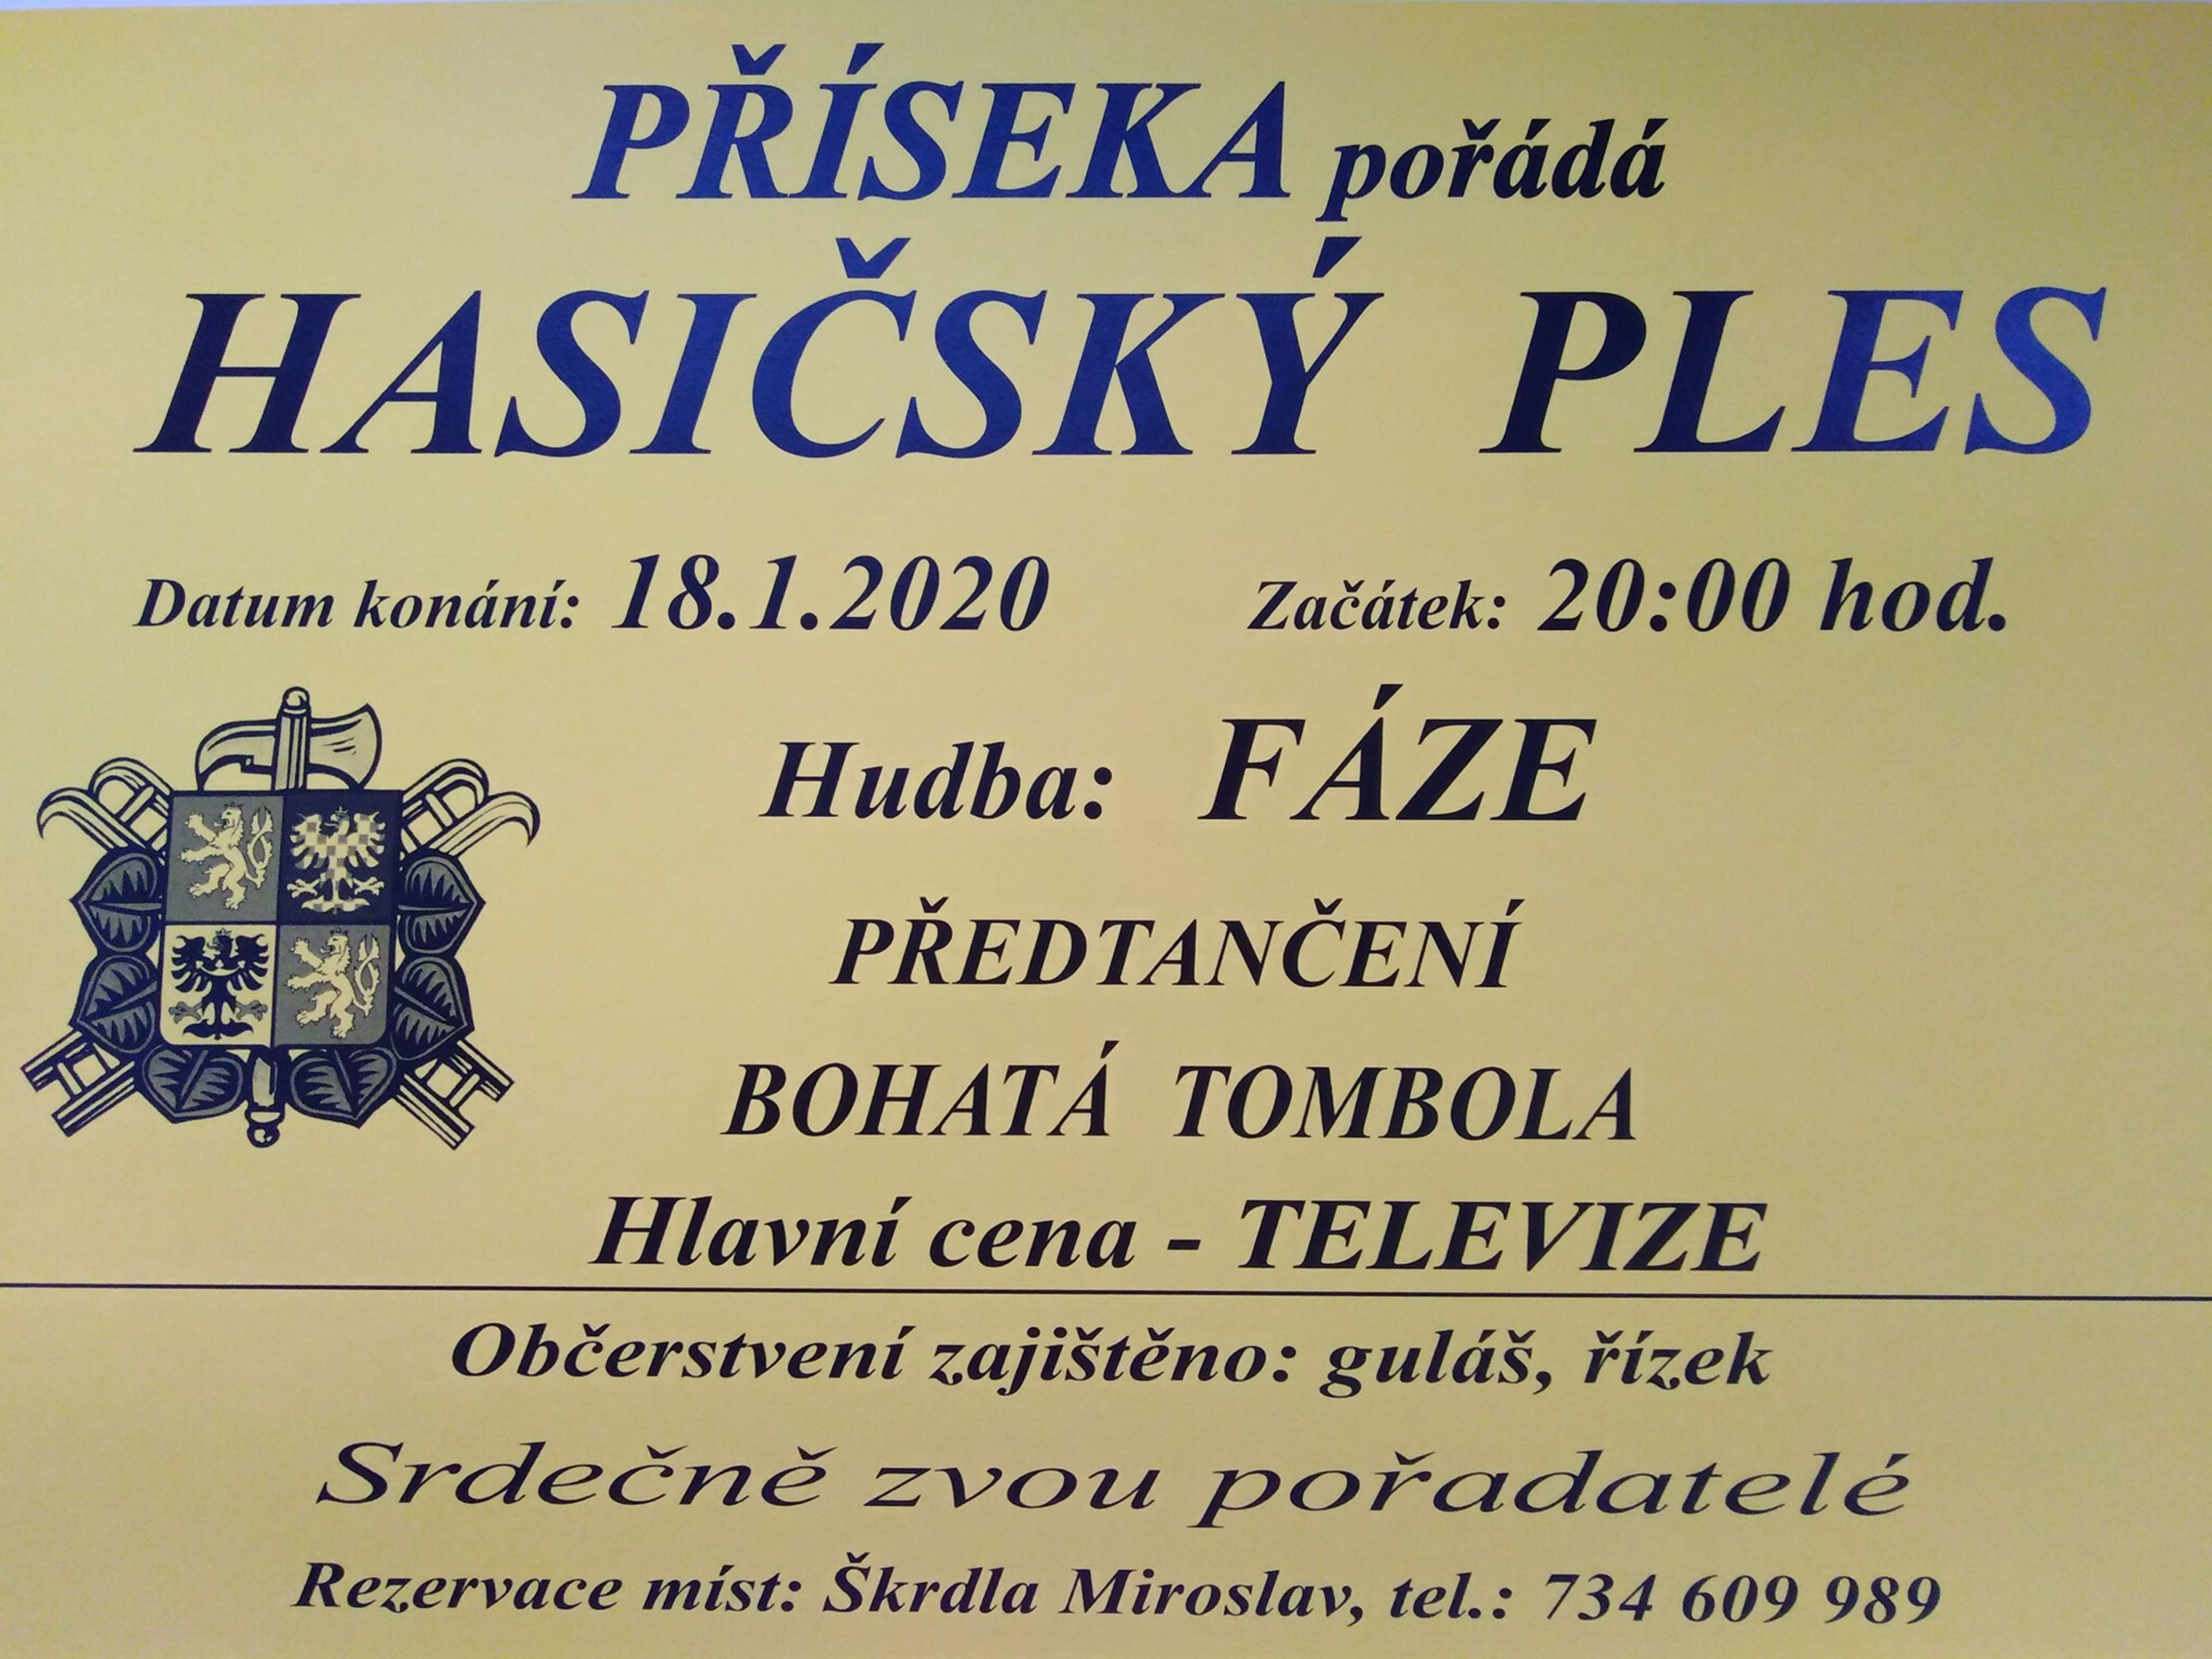 PŘÍSEKA pořádá
HASIČSKÝ PLES
Datum konání: 18.1.2020 Začátek: 20:00 hod.
Hudba: FÁZE
PŘEDTANČENÍ
BOHATÁ TOMBOLA
Hlavní cena - TELEVIZE
Občerstvení zajištěno: guláš, řízek
Srdečně zvou pořadatelé
Rezervace míst: Škrdla Miroslav, tel.: 734 609 989